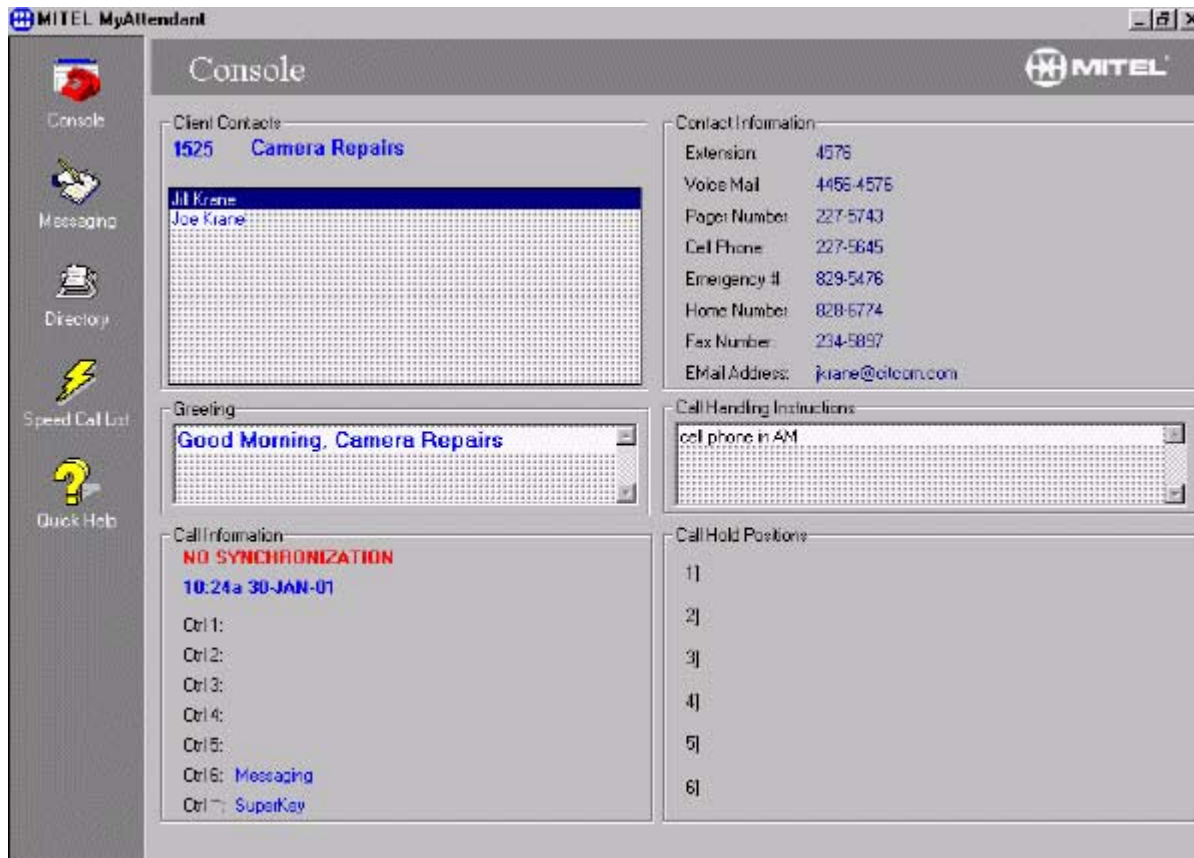 MITEL MyAttendant
Console
MITEL
Console
Messaging
Directory
Speed Call List
Quick Help
Client Contacts
1525 Camera Repairs
Jill Krane
Joe Krane
Contact Information
Extension: 4576
Voice Mail 4456-4576
Pager Number 227-5743
Cell Phone 227-5645
Emergency # 829-5476
Home Number 828-6774
Fax Number: 234-5897
EMail Address: jkrane@citcom.com
Greeting
Good Morning, Camera Repairs
Call Handling Instructions
cell phone in AM
Call Information
NO SYNCHRONIZATION
10:24a 30-JAN-01
Ctrl 1:
Ctrl 2:
Ctrl 3:
Ctrl 4:
Ctrl 5:
Ctrl 6: Messaging
Ctrl : SuperKey
Call Hold Positions
1]
2]
3]
4]
5]
6]